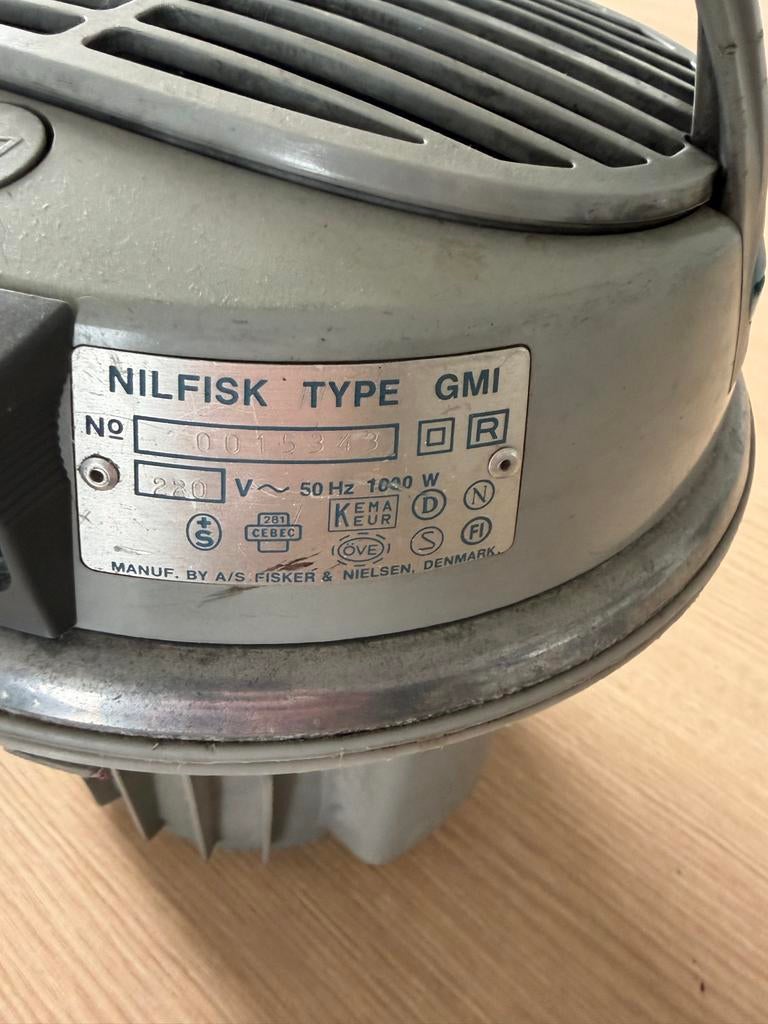 NILFISK TYPE GMI
Nº 0015343 R
220 V~ 50 Hz 1000 W
+S 281 CEBEC KEMA KEUR D N
ÖVE S FI
MANUF. BY A/S FISKER & NIELSEN, DENMARK.